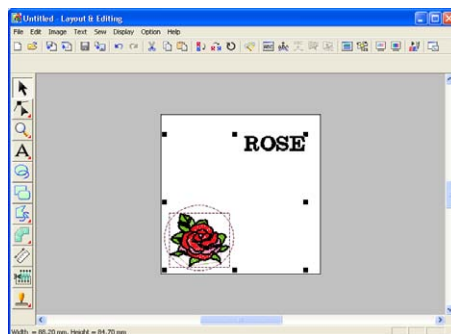 Untitled - Layout & Editing
File Edit Image Text Sew Display Option Help
ROSE
A
Width = 88.20 mm, Height = 84.70 mm